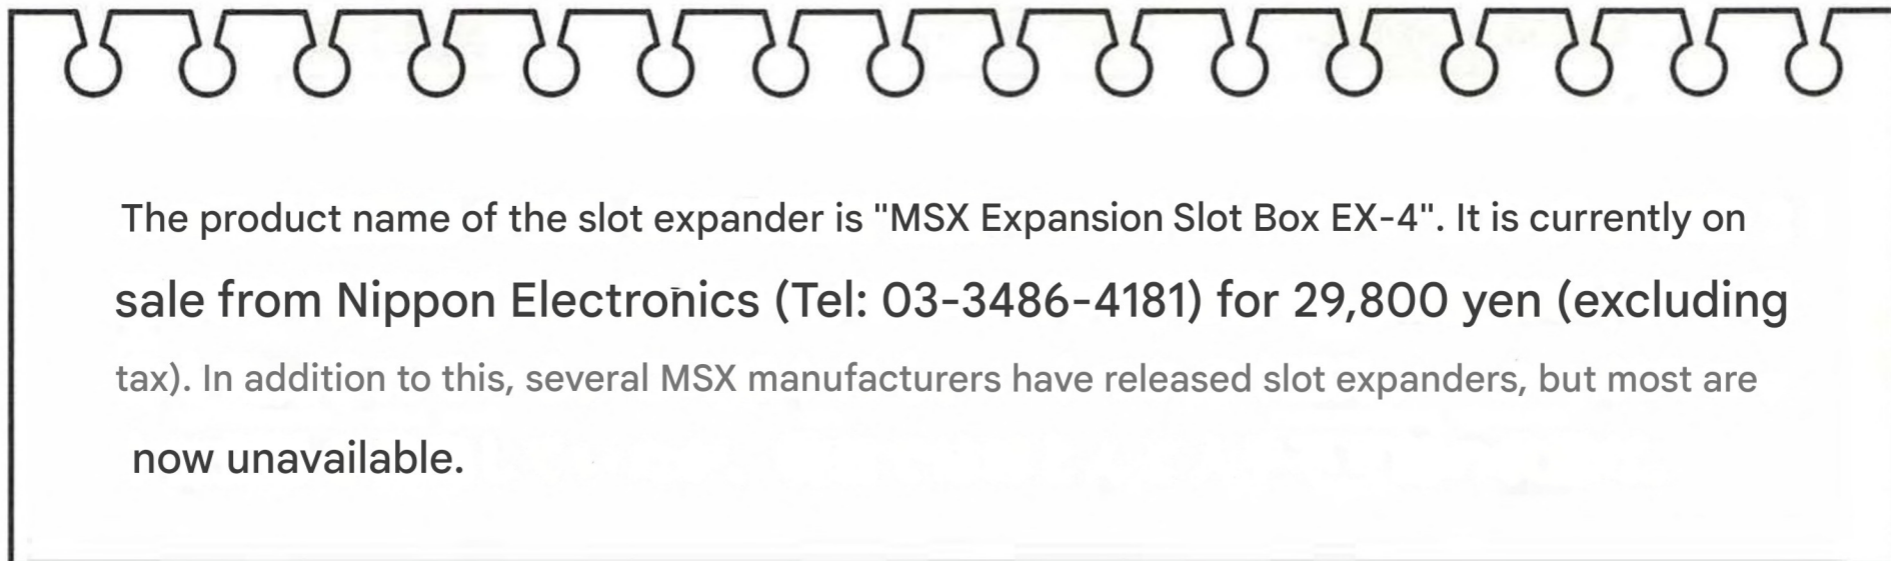 The product name of the slot expander is "MSX Expansion Slot Box EX-4". It is currently on
sale from Nippon Electronics (Tel: 03-3486-4181) for 29,800 yen (excluding
tax). In addition to this, several MSX manufacturers have released slot expanders, but most are
now unavailable.